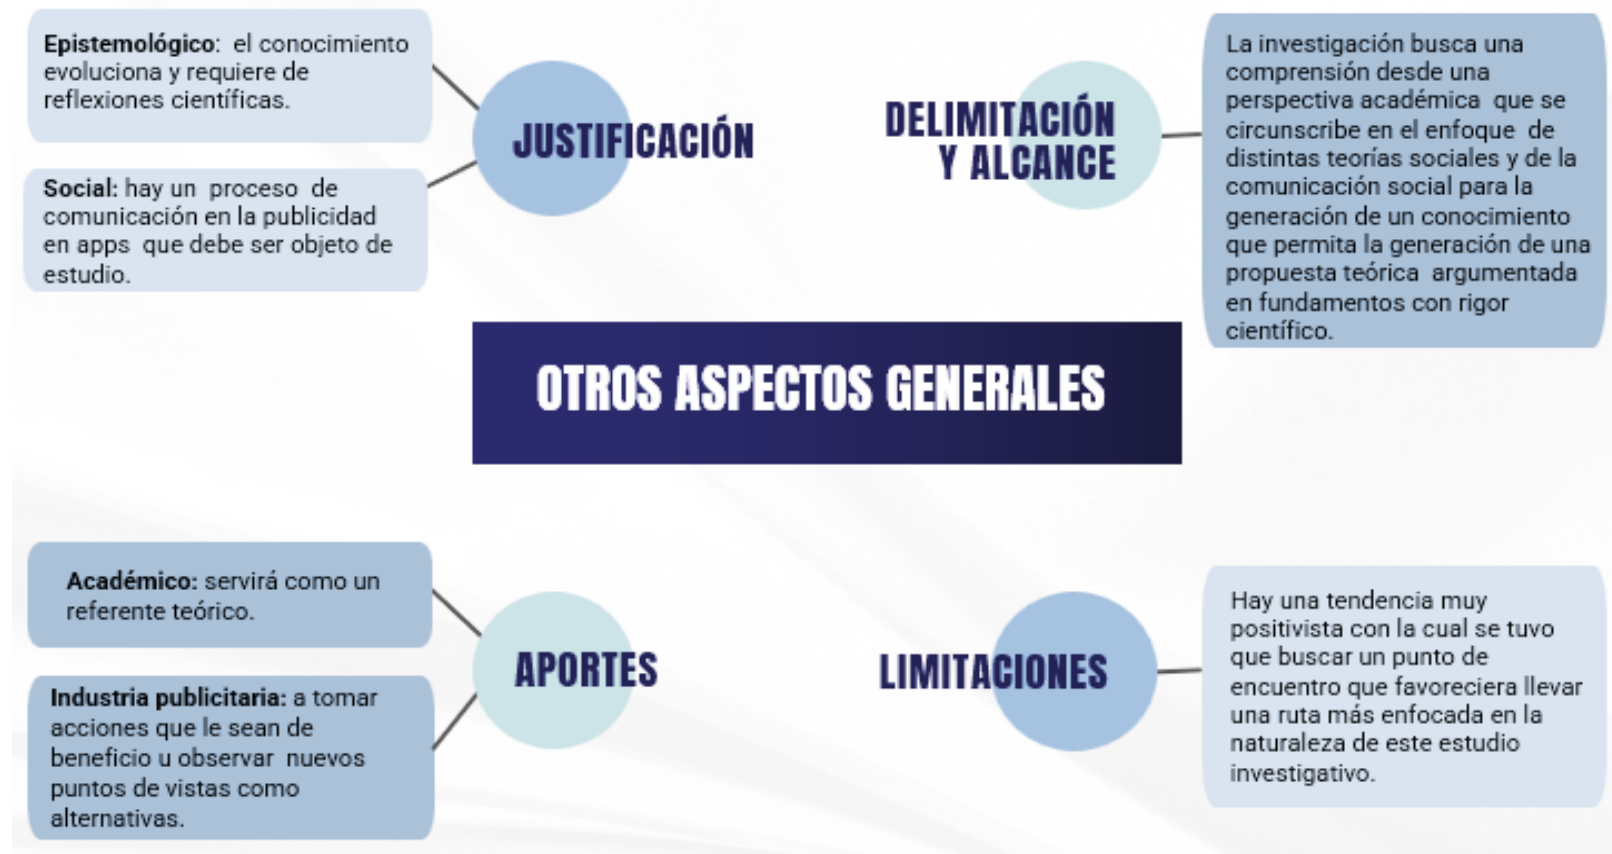 Epistemológico: el conocimiento
evoluciona y requiere de
reflexiones científicas.
Social: hay un proceso de
comunicación en la publicidad
en apps que debe ser objeto de
estudio.
JUSTIFICACIÓN
DELIMITACIÓN
Y ALCANCE
La investigación busca una
comprensión desde una
perspectiva académica que se
circunscribe en el enfoque de
distintas teorías sociales y de la
comunicación social para la
generación de un conocimiento
que permita la generación de una
propuesta teórica argumentada
en fundamentos con rigor
científico.
OTROS ASPECTOS GENERALES
Académico: servirá como un
referente teórico.
Industria publicitaria: a tomar
acciones que le sean de
beneficio u observar nuevos
puntos de vistas como
alternativas.
APORTES
LIMITACIONES
Hay una tendencia muy
positivista con la cual se tuvo
que buscar un punto de
encuentro que favoreciera llevar
una ruta más enfocada en la
naturaleza de este estudio
investigativo.